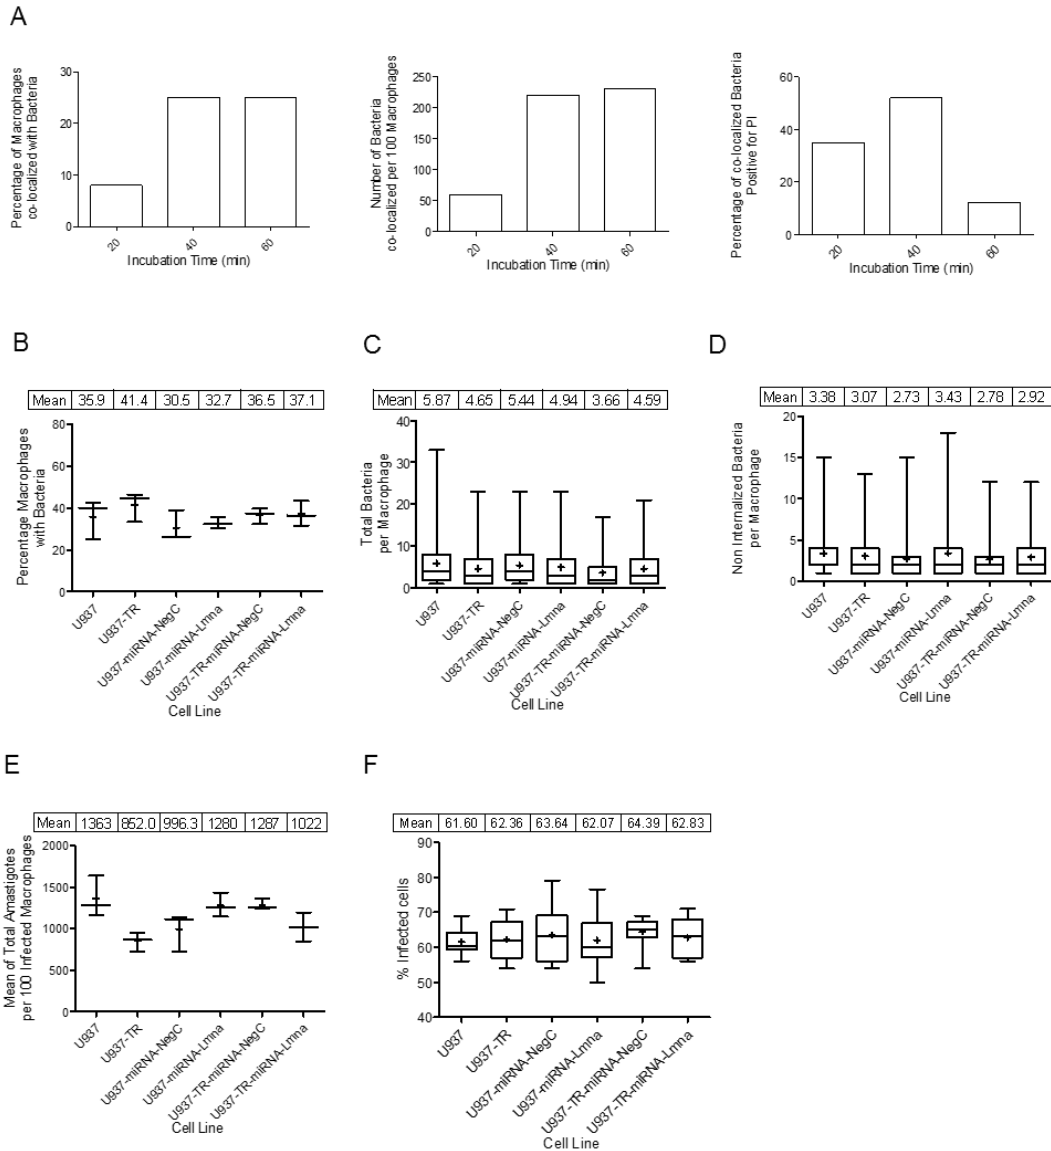 A
Percentage of Macrophages
co-localized with Bacteria
30
20
10
0
20
40
60
Incubation Time (min)
Number of Bacteria
co-localized per 100 Macrophages
250
200
150
100
50
0
20
40
60
Incubation Time (min)
Percentage of co-localized Bacteria
Positive for PI
60
40
20
0
20
40
60
Incubation Time (min)
B
Mean 35.9 41.4 30.5 32.7 36.5 37.1
Percentage Macrophages
with Bacteria
80
60
40
20
0
U937
U937-TR
U937-miRNA-NegC
U937-miRNA-Lmna
U937-TR-miRNA-NegC
U937-TR-miRNA-Lmna
Cell Line
C
Mean 5.87 4.65 5.44 4.94 3.66 4.59
Total Bacteria
per Macrophage
40
30
20
10
0
U937
U937-TR
U937-miRNA-NegC
U937-miRNA-Lmna
U937-TR-miRNA-NegC
U937-TR-miRNA-Lmna
Cell Line
D
Mean 3.38 3.07 2.73 3.43 2.78 2.92
Non Internalized Bacteria
per Macrophage
20
15
10
5
0
U937
U937-TR
U937-miRNA-NegC
U937-miRNA-Lmna
U937-TR-miRNA-NegC
U937-TR-miRNA-Lmna
Cell Line
E
Mean 1363 852.0 996.3 1280 1287 1022
Mean of Total Amastigotes
per 100 Infected Macrophages
2000
1500
1000
500
0
U937
U937-TR
U937-miRNA-NegC
U937-miRNA-Lmna
U937-TR-miRNA-NegC
U937-TR-miRNA-Lmna
Cell Line
F
Mean 61.60 62.36 63.64 62.07 64.39 62.83
% Infected cells
90
80
70
60
50
40
U937
U937-TR
U937-miRNA-NegC
U937-miRNA-Lmna
U937-TR-miRNA-NegC
U937-TR-miRNA-Lmna
Cell Line